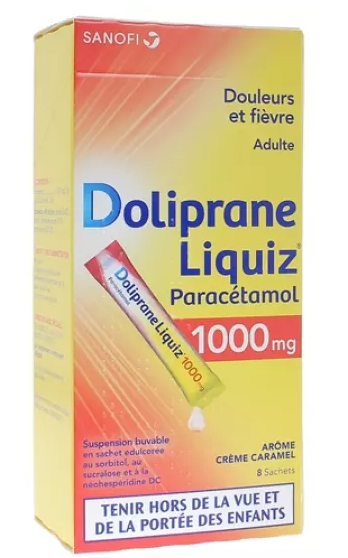 SANOFI
Douleurs
et fièvre
Adulte
Doliprane
Liquiz®
Paracétamol
1000 mg
Doliprane Liquiz 1000 mg
Paracétamol
Suspension buvable
en sachet édulcorée
au sorbitol, au
sucralose et à la
néohespéridine DC
ARÔME
CRÈME CARAMEL
8 Sachets
TENIR HORS DE LA VUE ET
DE LA PORTÉE DES ENFANTS